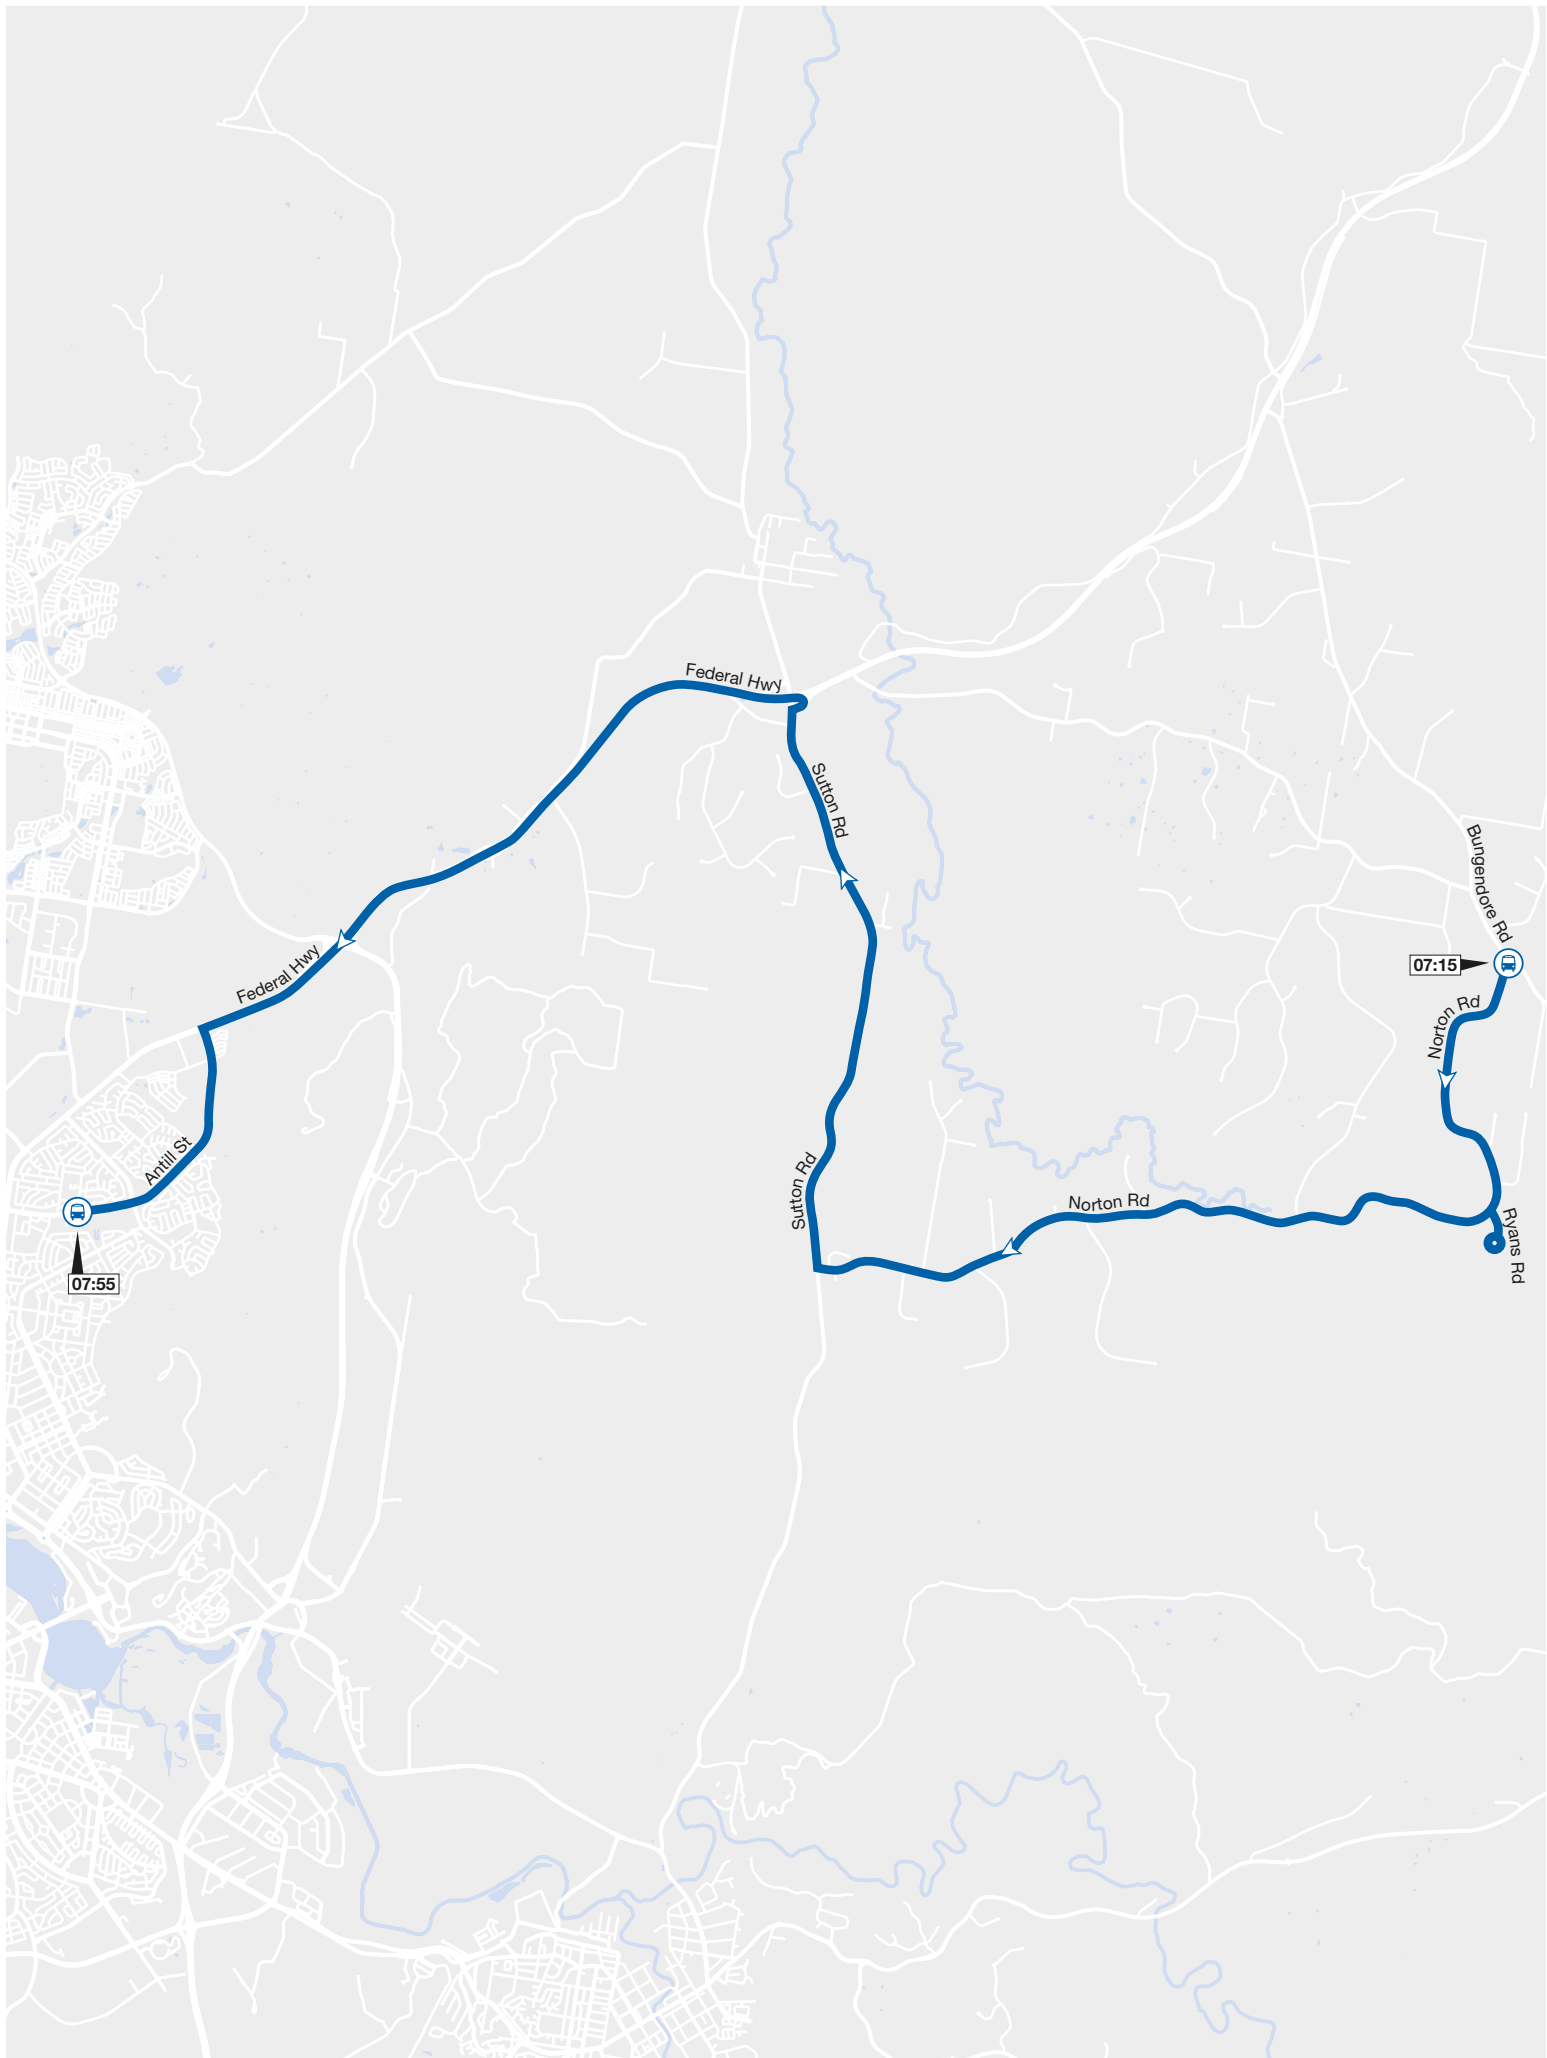 Federal Hwy
Sutton Rd
Bungendore Rd
07:15
Federal Hwy
Norton Rd
Antill St
Sutton Rd
Norton Rd
Ryans Rd
07:55